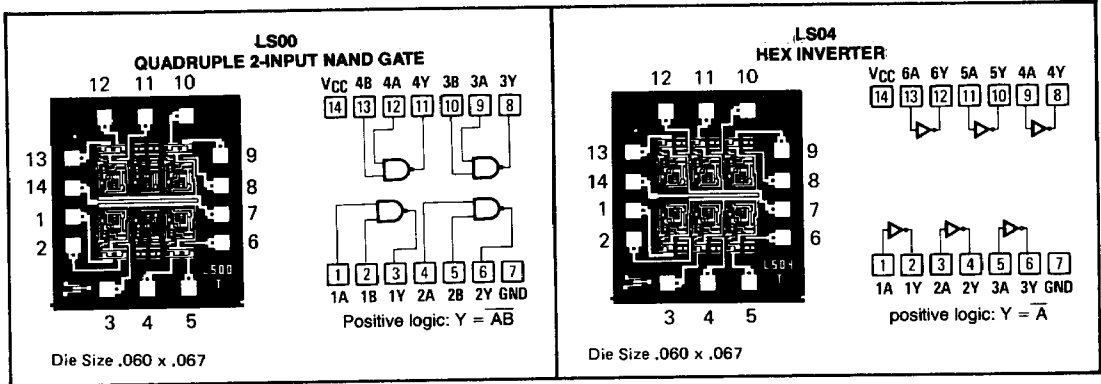 LS00
QUADRUPLE 2-INPUT NAND GATE
12 11 10
13
14
1
2
9
8
7
6
3 4 5
LS00
T
VCC 4B 4A 4Y 3B 3A 3Y
14 13 12 11 10 9 8
1 2 3 4 5 6 7
1A 1B 1Y 2A 2B 2Y GND
Positive logic: Y = A̅B̅
Die Size .060 x .067
LS04
HEX INVERTER
12 11 10
13
14
1
2
9
8
7
6
3 4 5
LS04
T
VCC 6A 6Y 5A 5Y 4A 4Y
14 13 12 11 10 9 8
1 2 3 4 5 6 7
1A 1Y 2A 2Y 3A 3Y GND
positive logic: Y = A̅
Die Size .060 x .067